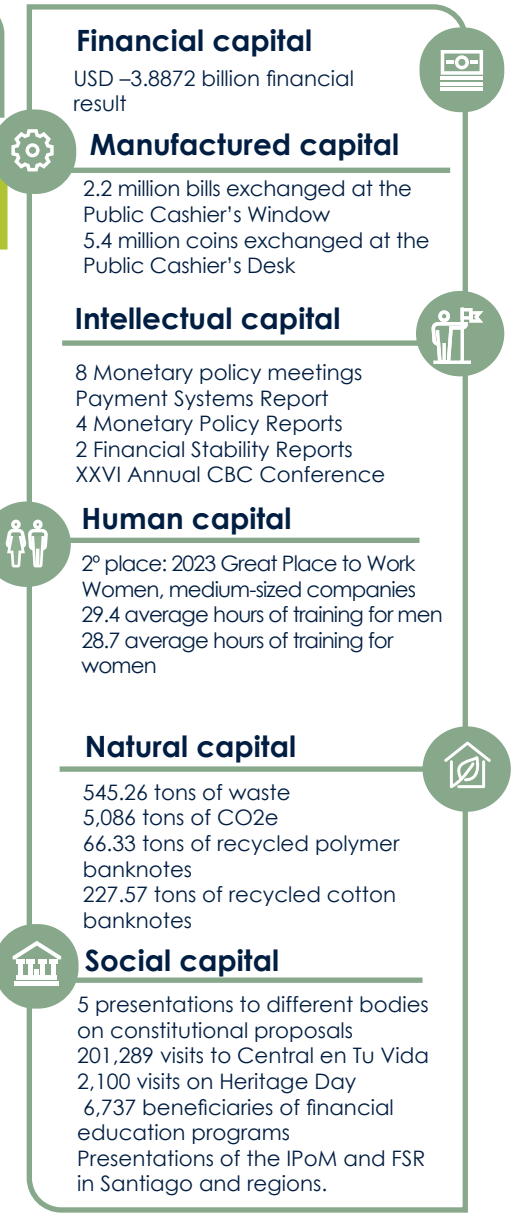 Financial capital
USD –3.8872 billion financial
result
Manufactured capital
2.2 million bills exchanged at the
Public Cashier's Window
5.4 million coins exchanged at the
Public Cashier's Desk
Intellectual capital
8 Monetary policy meetings
Payment Systems Report
4 Monetary Policy Reports
2 Financial Stability Reports
XXVI Annual CBC Conference
Human capital
2° place: 2023 Great Place to Work
Women, medium-sized companies
29.4 average hours of training for men
28.7 average hours of training for
women
Natural capital
545.26 tons of waste
5,086 tons of CO2e
66.33 tons of recycled polymer
banknotes
227.57 tons of recycled cotton
banknotes
Social capital
5 presentations to different bodies
on constitutional proposals
201,289 visits to Central en Tu Vida
2,100 visits on Heritage Day
6,737 beneficiaries of financial
education programs
Presentations of the IPoM and FSR
in Santiago and regions.